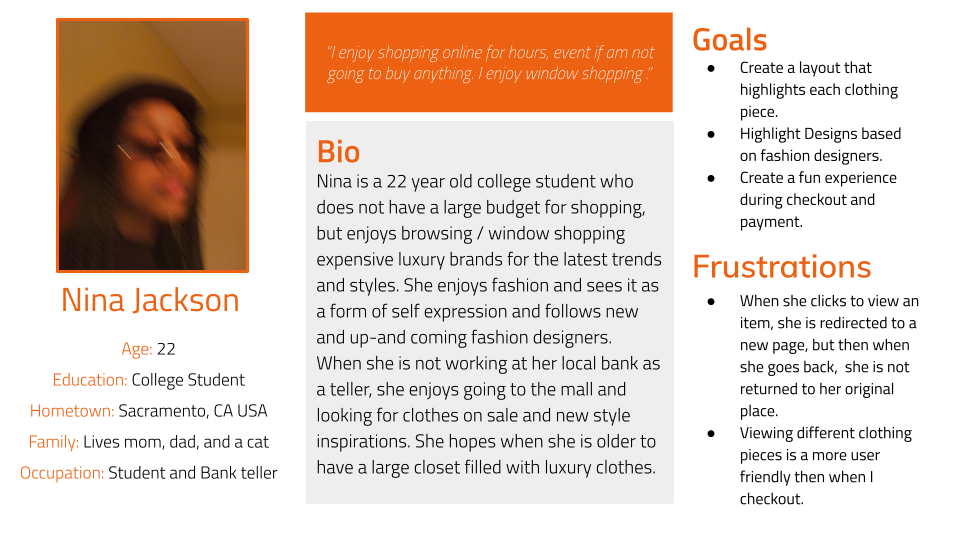 Nina Jackson
Age: 22
Education: College Student
Hometown: Sacramento, CA USA
Family: Lives mom, dad, and a cat
Occupation: Student and Bank teller
“I enjoy shopping online for hours, event if am not
going to buy anything. I enjoy window shopping .”
Bio
Nina is a 22 year old college student who
does not have a large budget for shopping,
but enjoys browsing / window shopping
expensive luxury brands for the latest trends
and styles. She enjoys fashion and sees it as
a form of self expression and follows new
and up-and coming fashion designers.
When she is not working at her local bank as
a teller, she enjoys going to the mall and
looking for clothes on sale and new style
inspirations. She hopes when she is older to
have a large closet filled with luxury clothes.
Goals
● Create a layout that
highlights each clothing
piece.
● Highlight Designs based
on fashion designers.
● Create a fun experience
during checkout and
payment.
Frustrations
● When she clicks to view an
item, she is redirected to a
new page, but then when
she goes back,  she is not
returned to her original
place.
● Viewing different clothing
pieces is a more user
friendly then when I
checkout.